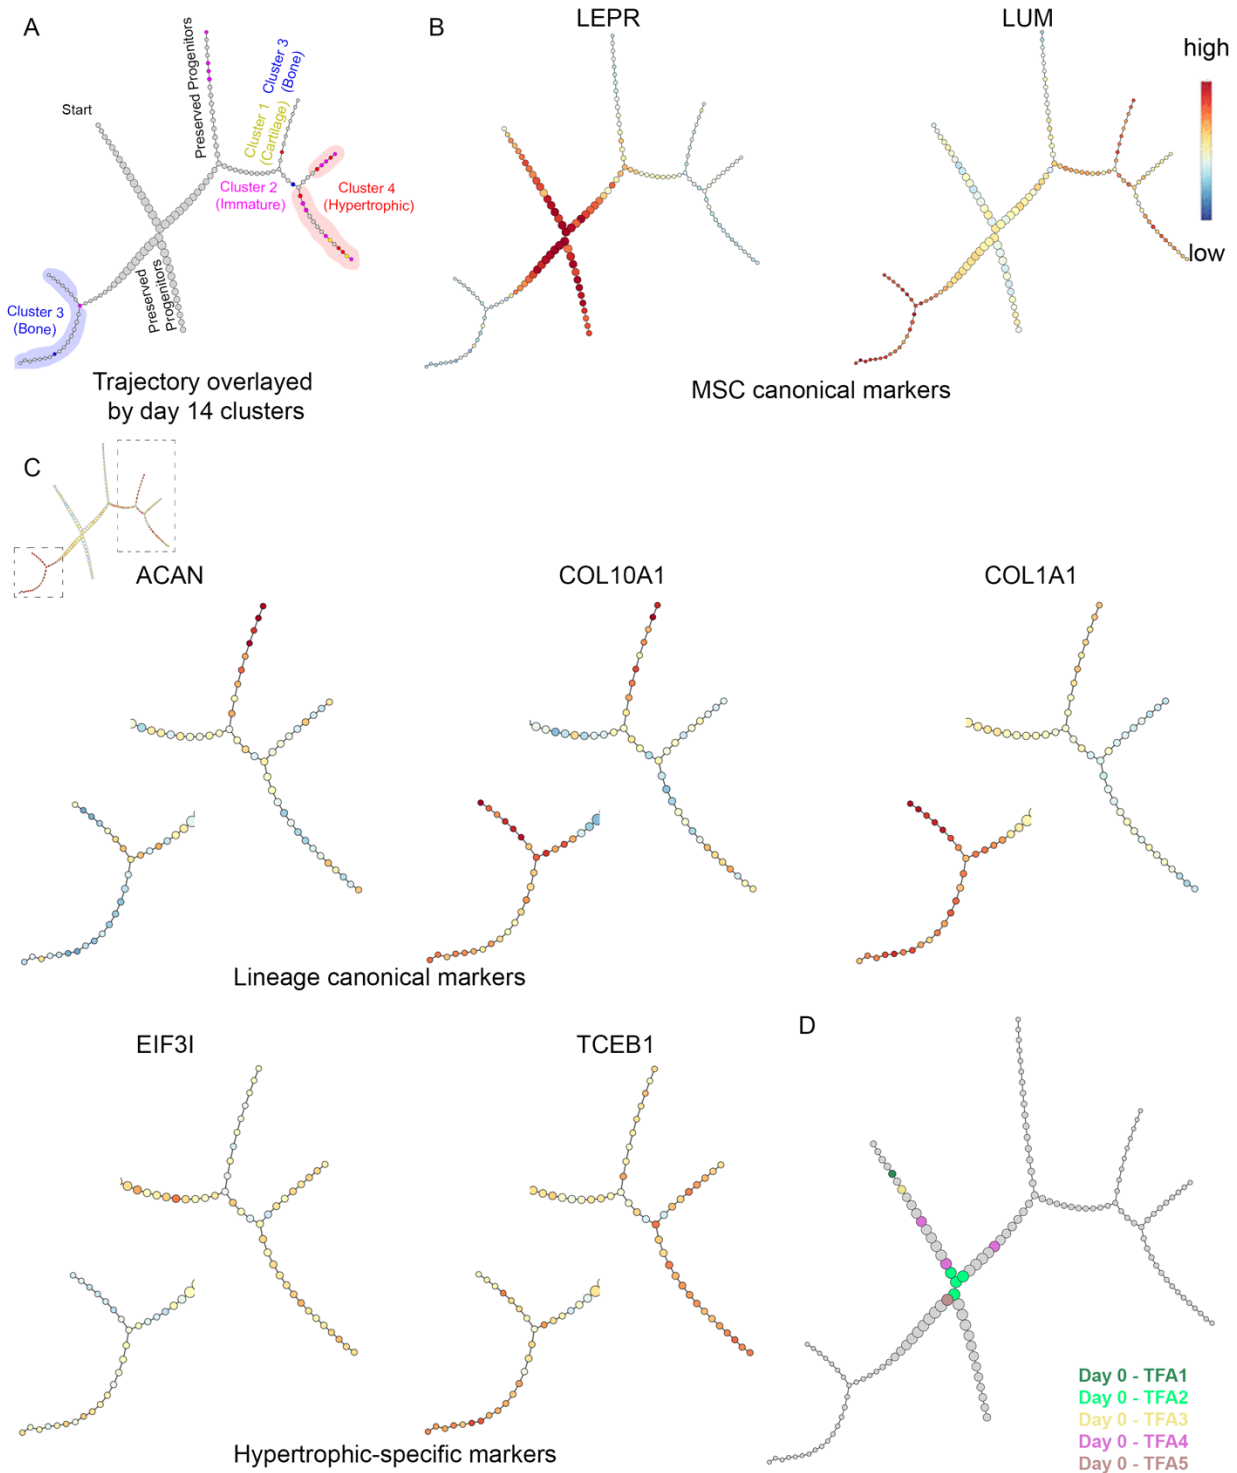 A
Start
Preserved Progenitors
Cluster 1
(Cartilage)
Cluster 3
(Bone)
Cluster 2
(Immature)
Cluster 4
(Hypertrophic)
Preserved
Progenitors
Cluster 3
(Bone)
Trajectory overlayed
by day 14 clusters
B
LEPR
LUM
high
low
MSC canonical markers
C
ACAN
COL10A1
COL1A1
Lineage canonical markers
EIF3I
TCEB1
Hypertrophic-specific markers
D
Day 0 - TFA1
Day 0 - TFA2
Day 0 - TFA3
Day 0 - TFA4
Day 0 - TFA5